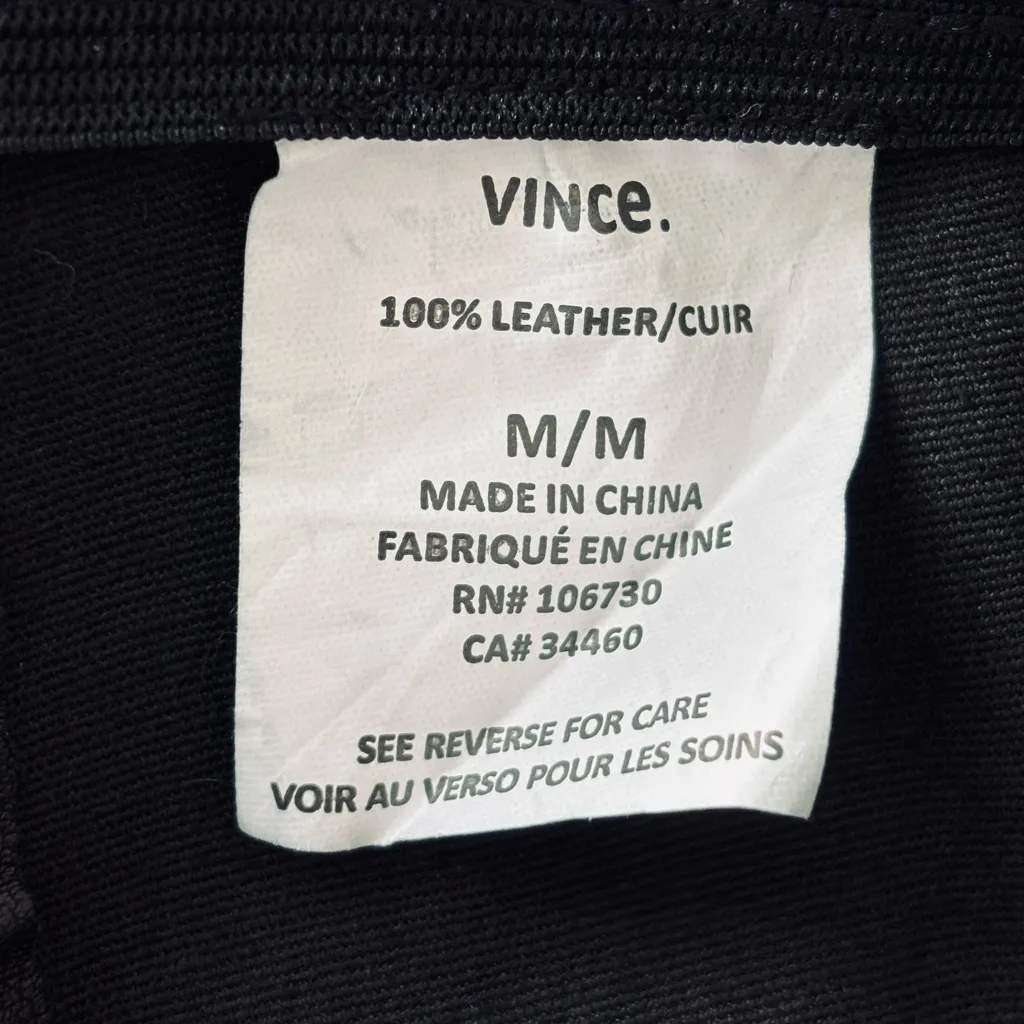 VINCE.
100% LEATHER/CUIR
M/M
MADE IN CHINA
FABRIQUÉ EN CHINE
RN# 106730
CA# 34460
SEE REVERSE FOR CARE
VOIR AU VERSO POUR LES SOINS